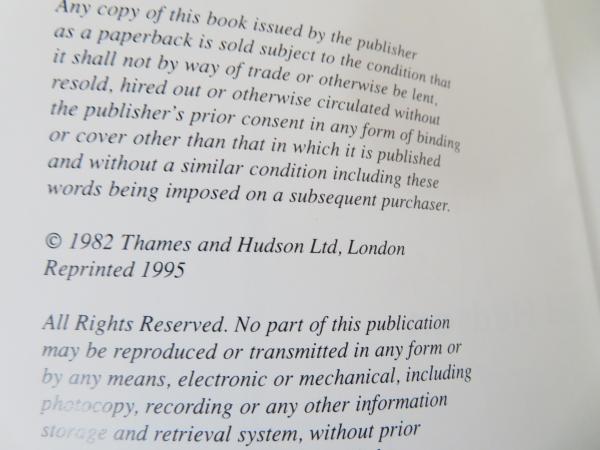 Any copy of this book issued by the publisher
as a paperback is sold subject to the condition that
it shall not by way of trade or otherwise be lent,
resold, hired out or otherwise circulated without
the publisher's prior consent in any form of binding
or cover other than that in which it is published
and without a similar condition including these
words being imposed on a subsequent purchaser.
© 1982 Thames and Hudson Ltd, London
Reprinted 1995
All Rights Reserved. No part of this publication
may be reproduced or transmitted in any form or
by any means, electronic or mechanical, including
photocopy, recording or any other information
storage and retrieval system, without prior